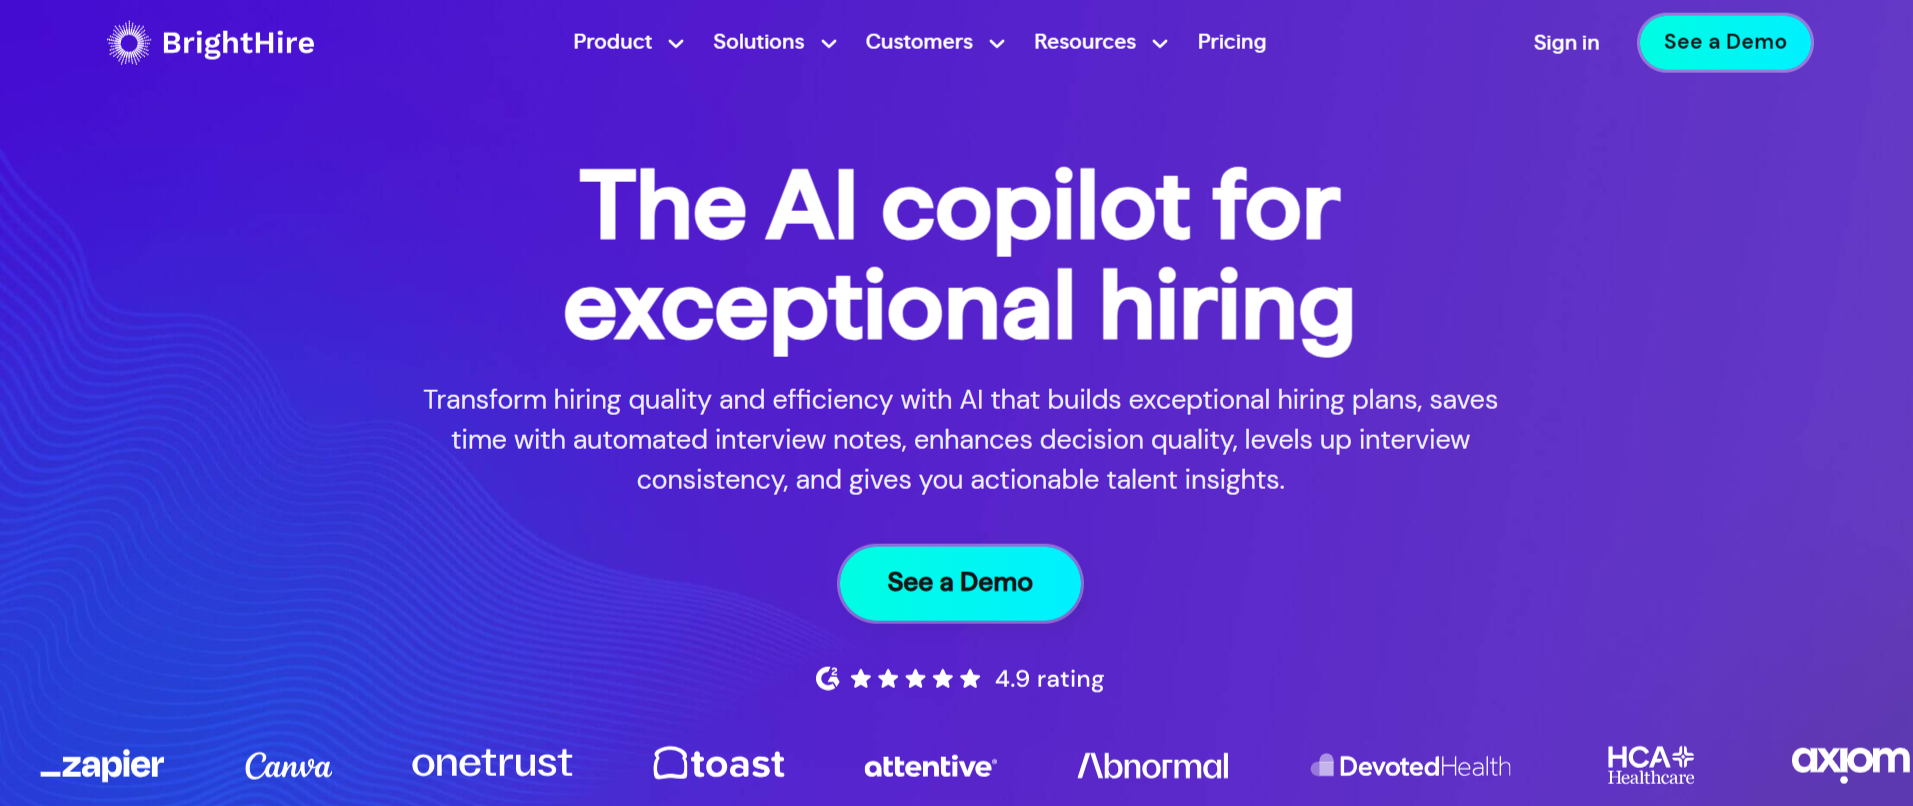 BrightHire
Product
Solutions
Customers
Resources
Pricing
Sign in
See a Demo
The AI copilot for
exceptional hiring
Transform hiring quality and efficiency with AI that builds exceptional hiring plans, saves
time with automated interview notes, enhances decision quality, levels up interview
consistency, and gives you actionable talent insights.
See a Demo
G2 4.9 rating
_zapier
Canva
onetrust
toast
attentive®
Abnormal
DevotedHealth
HCA
Healthcare
axiom